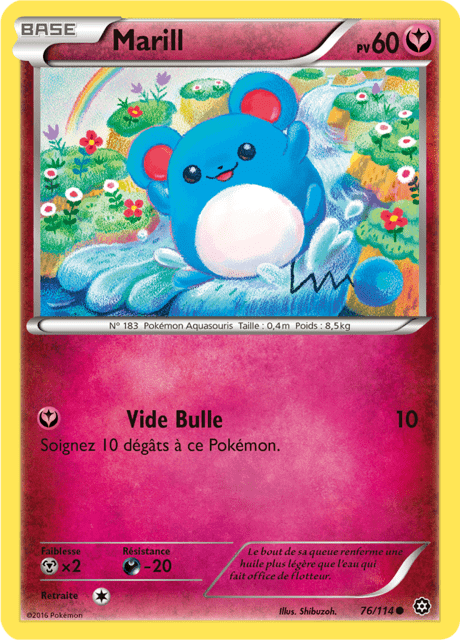 BASE Marill PV60
N° 183 Pokémon Aquasouris Taille : 0,4m Poids : 8,5kg
Vide Bulle 10
Soignez 10 dégâts à ce Pokémon.
Faiblesse Résistance
×2 -20
Le bout de sa queue renferme une
huile plus légère que l'eau qui
fait office de flotteur.
Retraite
©2016 Pokémon Illus. Shibuzoh. 76/114